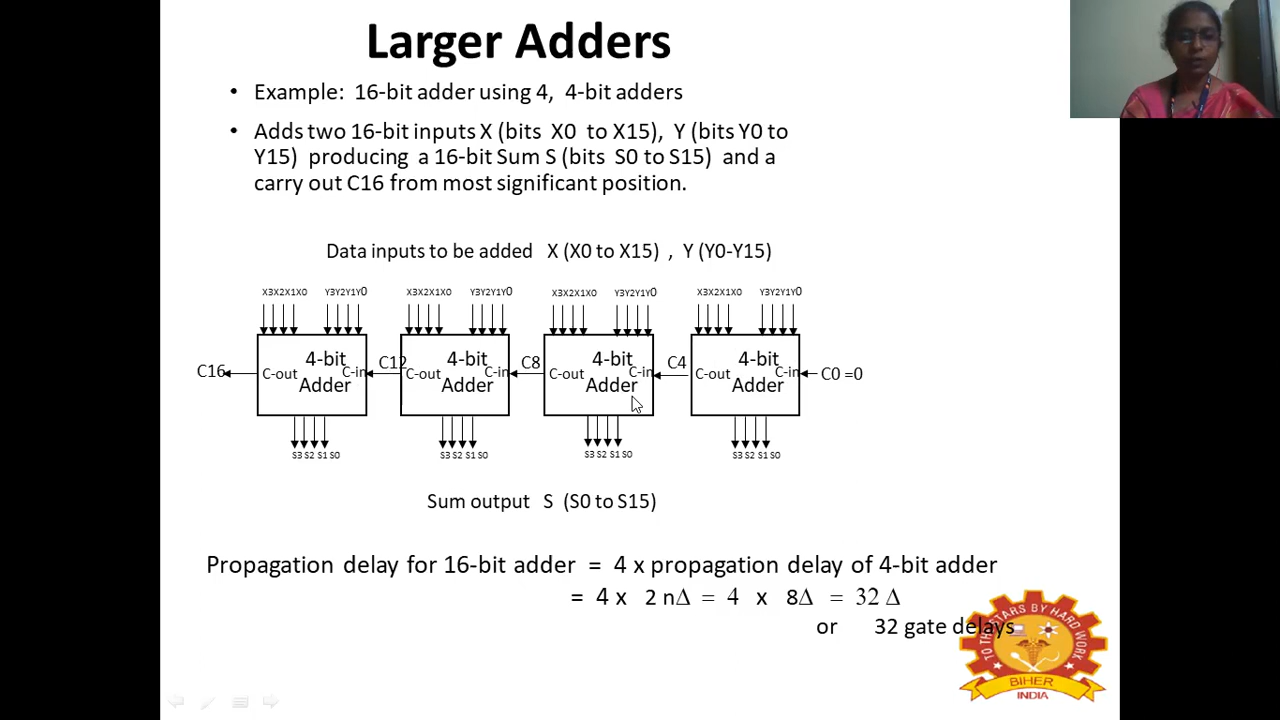 Larger Adders
• Example: 16-bit adder using 4, 4-bit adders
• Adds two 16-bit inputs X (bits X0 to X15), Y (bits Y0 to
Y15) producing a 16-bit Sum S (bits S0 to S15) and a
carry out C16 from most significant position.
Data inputs to be added X (X0 to X15) , Y (Y0-Y15)
X3X2X1X0 Y3Y2Y1Y0 X3X2X1X0 Y3Y2Y1Y0 X3X2X1X0 Y3Y2Y1Y0 X3X2X1X0 Y3Y2Y1Y0
4-bit C12 4-bit C8 4-bit C4 4-bit
C16 C-out C-in C-out C-in C-out C-in C-out C-in C0 =0
Adder Adder Adder Adder
S3 S2 S1 S0 S3 S2 S1 S0 S3 S2 S1 S0 S3 S2 S1 S0
Sum output S (S0 to S15)
Propagation delay for 16-bit adder = 4 x propagation delay of 4-bit adder
= 4 x 2 nΔ = 4 x 8Δ = 32 Δ
or 32 gate delays
TO THE STARS BY HARD WORK
BIHER
INDIA